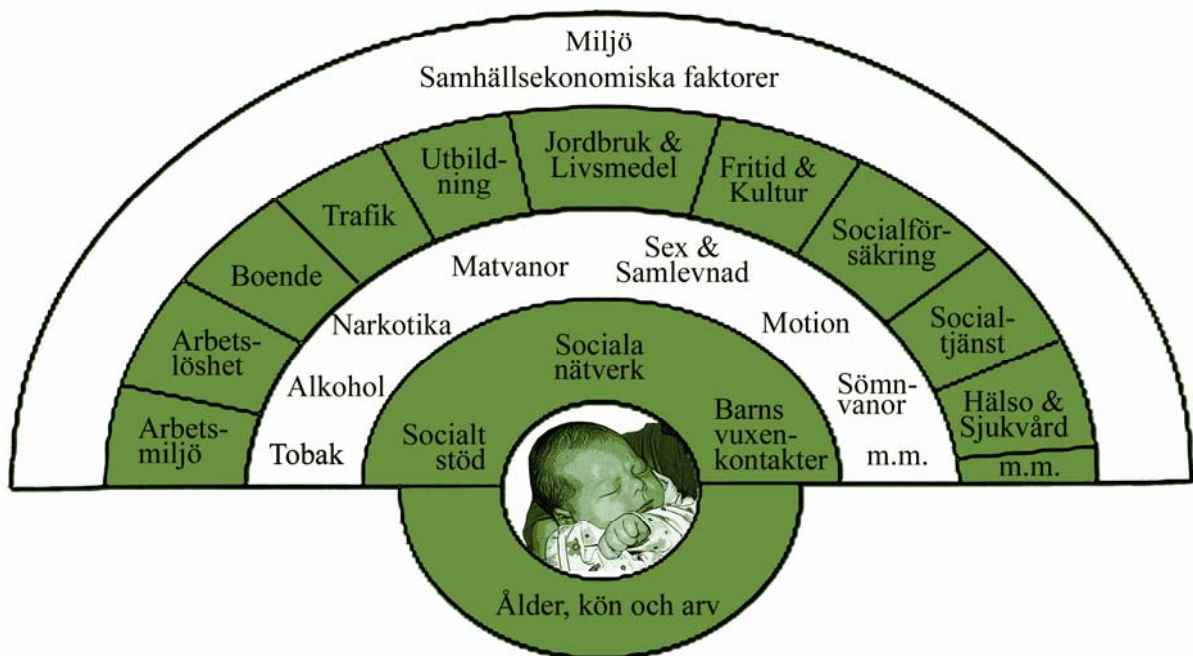 Miljö
Samhällsekonomiska faktorer
Jordbruk &
Livsmedel
Utbild-
ning
Fritid &
Kultur
Trafik
Socialför-
säkring
Boende
Social-
tjänst
Arbets-
löshet
Hälso &
Sjukvård
Arbets-
miljö
m.m.
Matvanor
Sex &
Samlevnad
Narkotika
Motion
Alkohol
Sömn-
vanor
Tobak
m.m.
Sociala
nätverk
Socialt
stöd
Barns
vuxen-
kontakter
Ålder, kön och arv